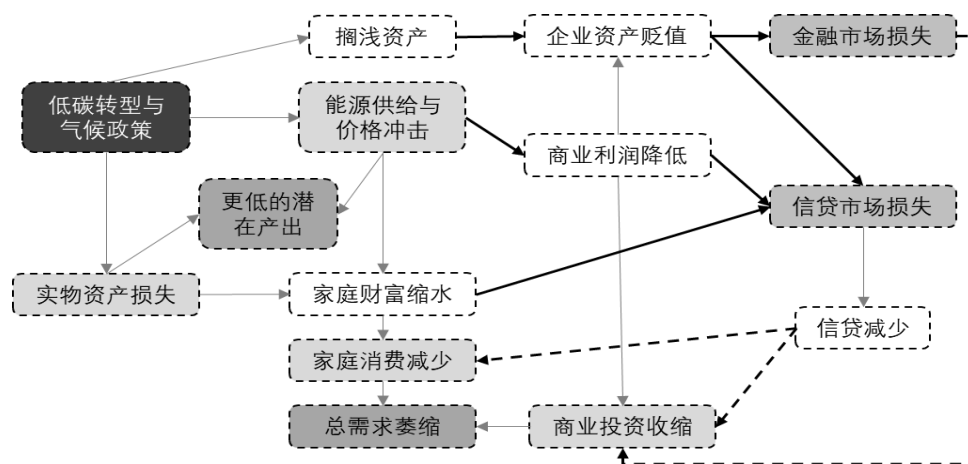 搁浅资产
企业资产贬值
金融市场损失
低碳转型与
气候政策
能源供给与
价格冲击
商业利润降低
更低的潜
在产出
信贷市场损失
实物资产损失
家庭财富缩水
信贷减少
家庭消费减少
总需求萎缩
商业投资收缩